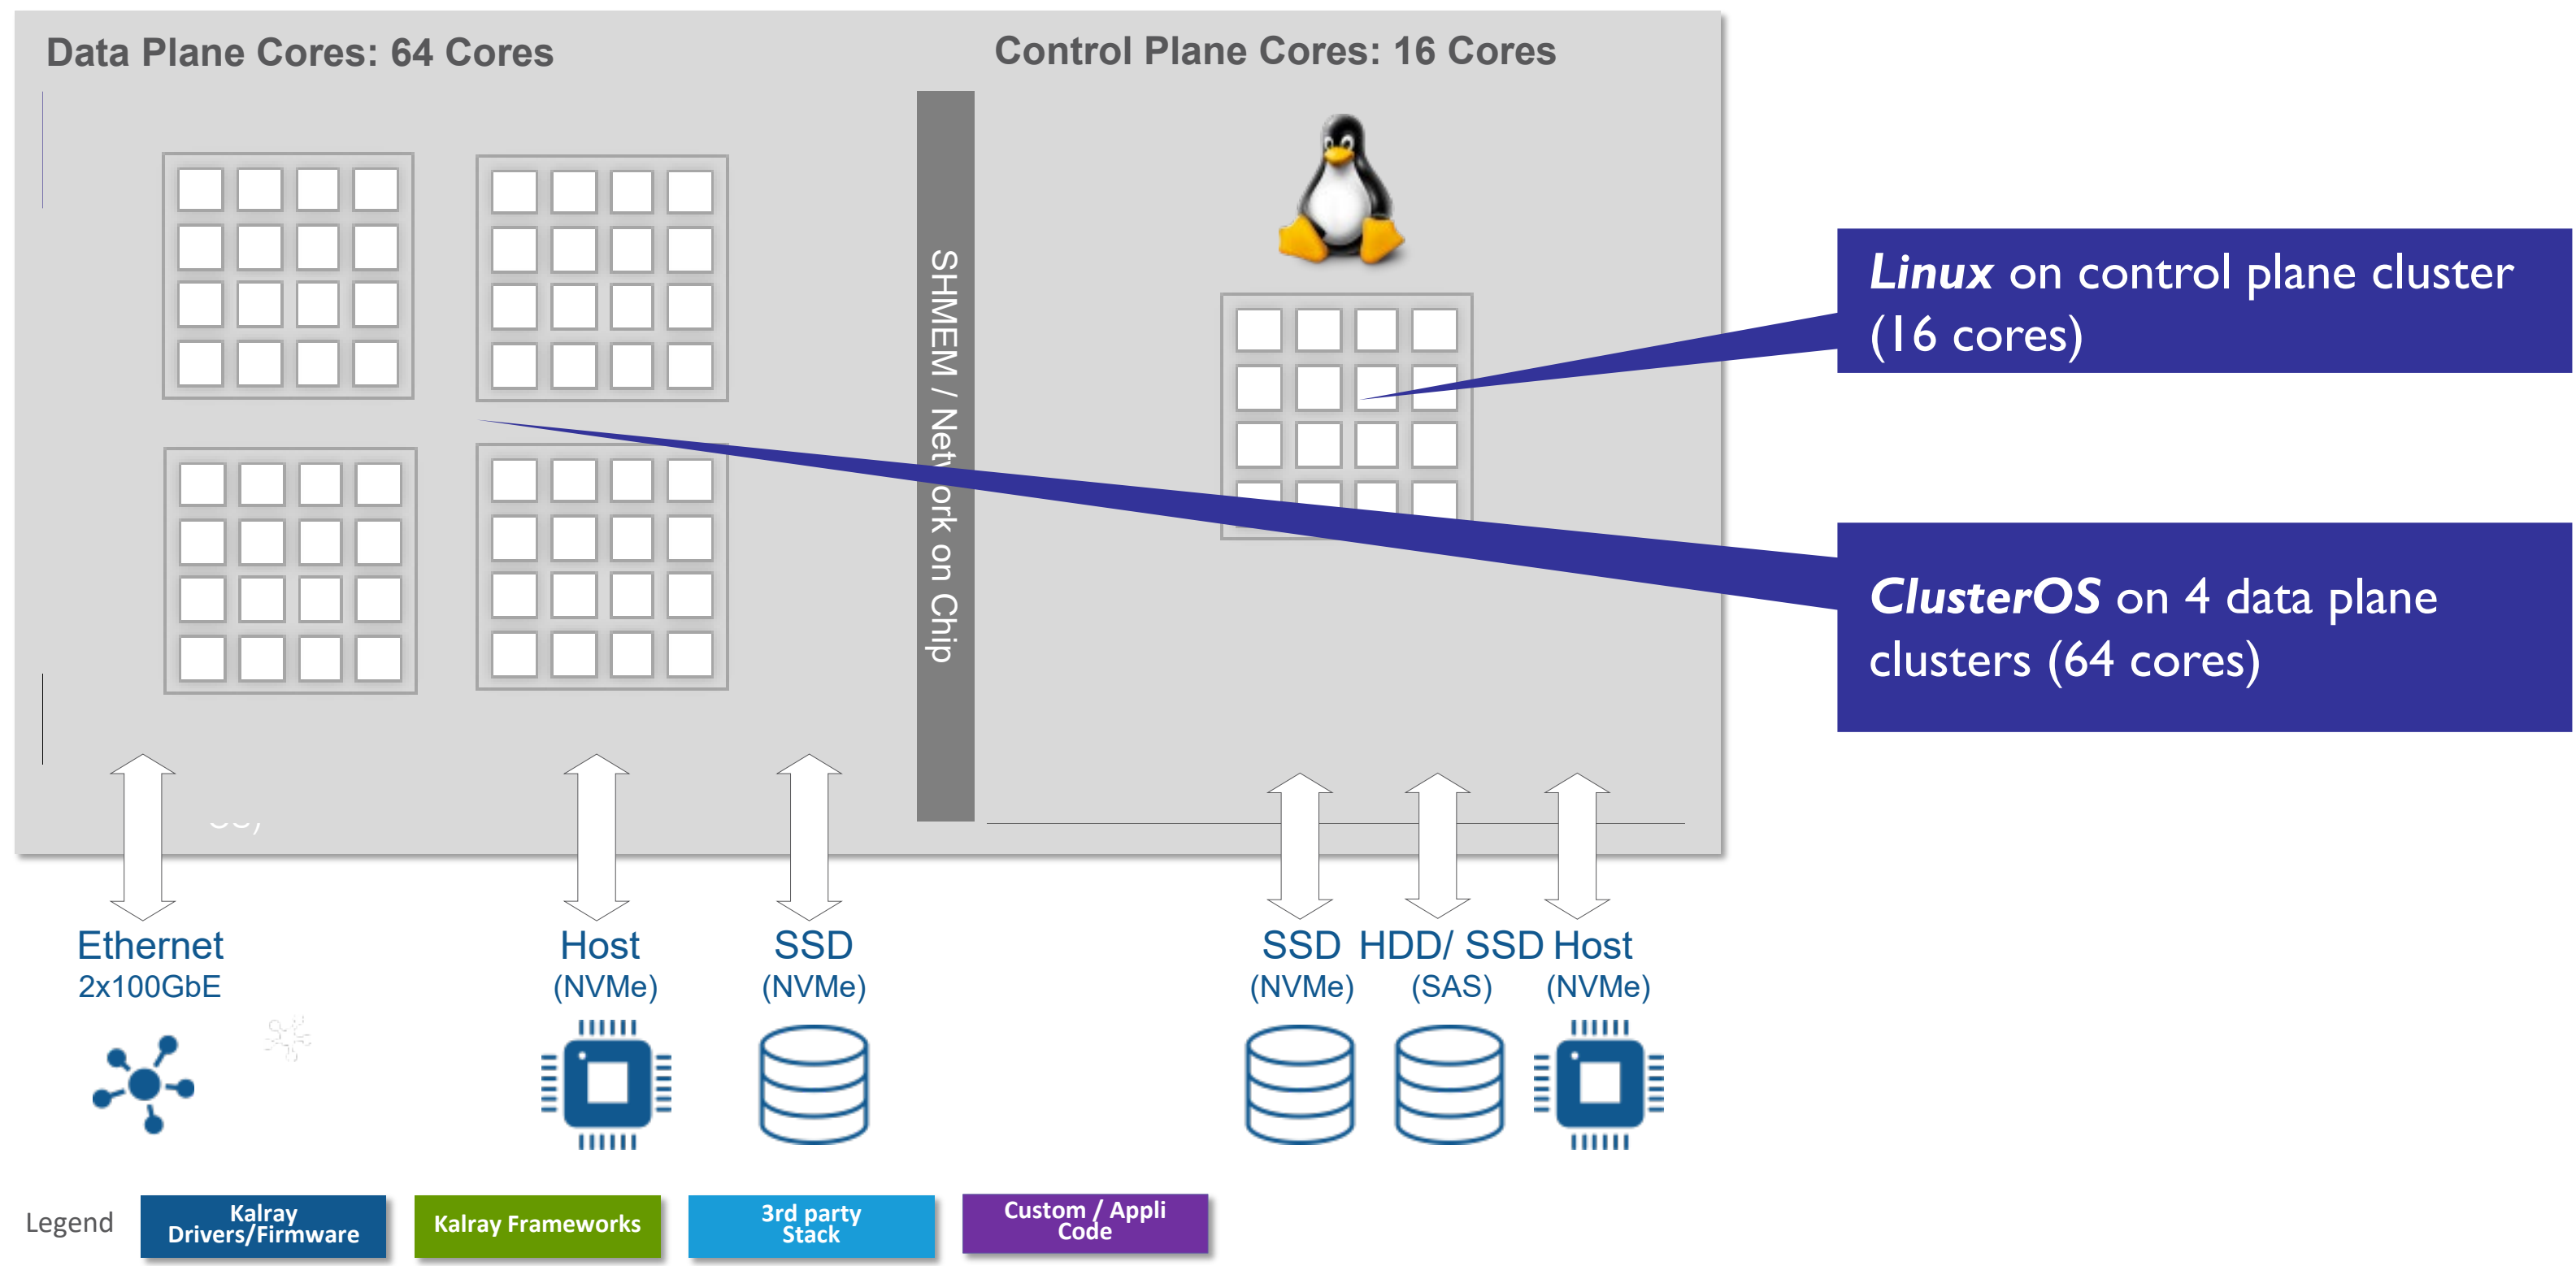 Data Plane Cores: 64 Cores
Control Plane Cores: 16 Cores
SHMEM / Network on Chip
Linux on control plane cluster
(16 cores)
ClusterOS on 4 data plane
clusters (64 cores)
Ethernet
2x100GbE
Host
(NVMe)
SSD
(NVMe)
SSD
(NVMe)
HDD/ SSD
(SAS)
Host
(NVMe)
Legend
Kalray
Drivers/Firmware
Kalray Frameworks
3rd party
Stack
Custom / Appli
Code